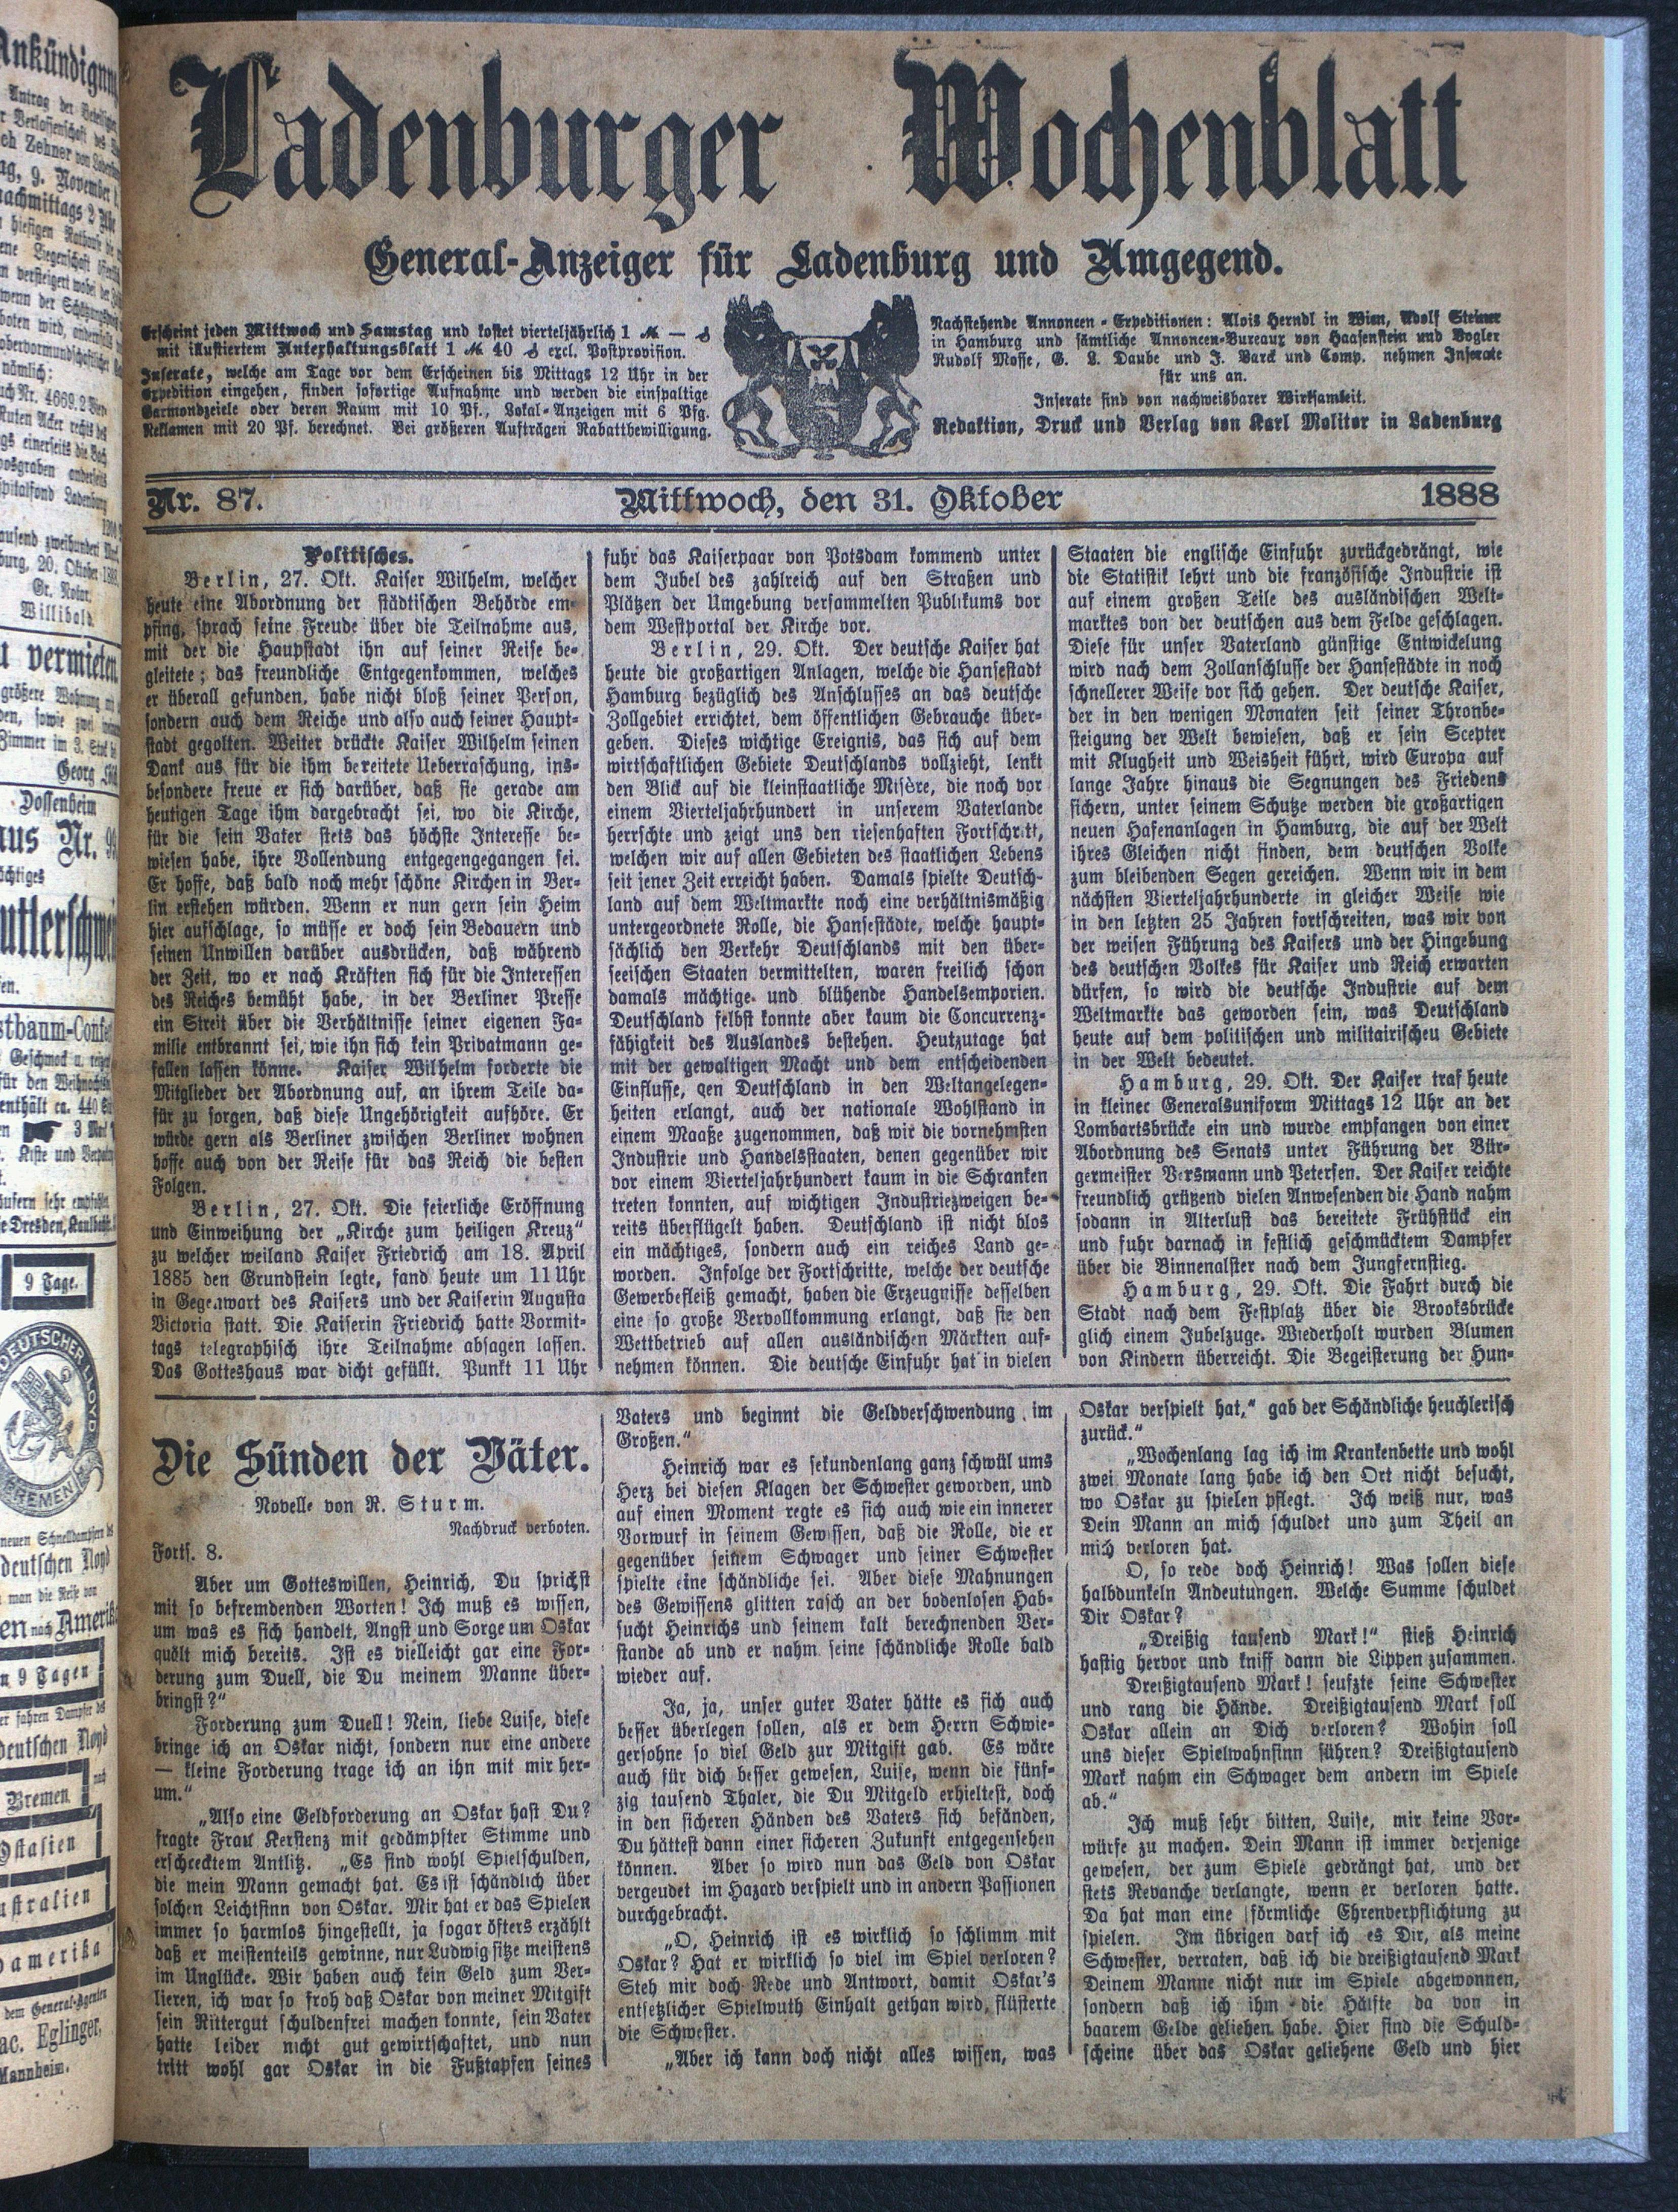 Ladenburger Wochenblatt
General-Anzeiger für Ladenburg und Umgegend.
Erscheint jeden Mittwoch und Samstag und kostet vierteljährlich 1 ℳ — ₰
mit illustriertem Unterhaltungsblatt 1 ℳ 40 ₰ excl. Postprovision.
Inserate, welche am Tage vor dem Erscheinen bis Mittags 12 Uhr in der
Expedition eingehen, finden sofortige Aufnahme und werden die einspaltige
Garmondzeile oder deren Raum mit 10 Pf., Lokal-Anzeigen mit 6 Pfg.
Reklamen mit 20 Pf. berechnet. Bei größeren Aufträgen Rabattbewilligung.
Nachstehende Annoncen-Expeditionen: Alois Herndl in Wien, Adolf Steiner
in Hamburg und sämtliche Annoncen-Bureaux von Haasenstein und Vogler
Rudolf Mosse, G. L. Daube und J. Barck und Comp. nehmen Inserate
für uns an.
Inserate sind von nachweisbarer Wirksamkeit.
Redaktion, Druck und Verlag von Karl Molitor in Ladenburg
Nr. 87. Mittwoch, den 31. Oktober 1888
Politisches.
Berlin, 27. Okt. Kaiser Wilhelm, welcher
heute eine Abordnung der städtischen Behörde em-
pfing, sprach seine Freude über die Teilnahme aus,
mit der die Hauptstadt ihn auf seiner Reise be-
gleitete; das freundliche Entgegenkommen, welches
er überall gefunden, habe nicht bloß seiner Person,
sondern auch dem Reiche und also auch seiner Haupt-
stadt gegolten. Weiter drückte Kaiser Wilhelm seinen
Dank aus für die ihm bereitete Ueberraschung, ins-
besondere freue er sich darüber, daß sie gerade am
heutigen Tage ihm dargebracht sei, wo die Kirche,
für die sein Vater stets das höchste Interesse be-
wiesen habe, ihre Vollendung entgegengegangen sei.
Er hoffe, daß bald noch mehr schöne Kirchen in Ber-
lin erstehen würden. Wenn er nun gern sein Heim
hier aufschlage, so müsse er doch sein Bedauern und
seinen Unwillen darüber ausdrücken, daß während
der Zeit, wo er nach Kräften sich für die Interessen
des Reiches bemüht habe, in der Berliner Presse
ein Streit über die Verhältnisse seiner eigenen Fa-
milie entbrannt sei, wie ihn sich kein Privatmann ge-
fallen lassen könne. Kaiser Wilhelm forderte die
Mitglieder der Abordnung auf, an ihrem Teile da-
für zu sorgen, daß diese Ungehörigkeit aufhöre. Er
würde gern als Berliner zwischen Berliner wohnen
hoffe auch von der Reise für das Reich die besten
Folgen.
Berlin, 27. Okt. Die feierliche Eröffnung
und Einweihung der „Kirche zum heiligen Kreuz“
zu welcher weiland Kaiser Friedrich am 18. April
1885 den Grundstein legte, fand heute um 11 Uhr
in Gegenwart des Kaisers und der Kaiserin Augusta
Victoria statt. Die Kaiserin Friedrich hatte Vormit-
tags telegraphisch ihre Teilnahme absagen lassen.
Das Gotteshaus war dicht gefüllt. Punkt 11 Uhr
fuhr das Kaiserpaar von Potsdam kommend unter
dem Jubel des zahlreich auf den Straßen und
Plätzen der Umgebung versammelten Publikums vor
dem Westportal der Kirche vor.
Berlin, 29. Okt. Der deutsche Kaiser hat
heute die großartigen Anlagen, welche die Hansestadt
Hamburg bezüglich des Anschlusses an das deutsche
Zollgebiet errichtet, dem öffentlichen Gebrauche über-
geben. Dieses wichtige Ereignis, das sich auf dem
wirtschaftlichen Gebiete Deutschlands vollzieht, lenkt
den Blick auf die kleinstaatliche Misère, die noch vor
einem Vierteljahrhundert in unserem Vaterlande
herrschte und zeigt uns den riesenhaften Fortschritt,
welchen wir auf allen Gebieten des staatlichen Lebens
seit jener Zeit erreicht haben. Damals spielte Deutsch-
land auf dem Weltmarkte noch eine verhältnismäßig
untergeordnete Rolle, die Hansestädte, welche haupt-
sächlich den Verkehr Deutschlands mit den über-
seeischen Staaten vermittelten, waren freilich schon
damals mächtige und blühende Handelsemporien.
Deutschland selbst konnte aber kaum die Concurrenz-
fähigkeit des Auslandes bestehen. Heutzutage hat
mit der gewaltigen Macht und dem entscheidenden
Einflusse, qen Deutschland in den Weltangelegen-
heiten erlangt, auch der nationale Wohlstand in
einem Maaße zugenommen, daß wir die vornehmsten
Industrie und Handelsstaaten, denen gegenüber wir
vor einem Vierteljahrhundert kaum in die Schranken
treten konnten, auf wichtigen Industriezweigen be-
reits überflügelt haben. Deutschland ist nicht blos
ein mächtiges, sondern auch ein reiches Land ge-
worden. Infolge der Fortschritte, welche der deutsche
Gewerbefleiß gemacht, haben die Erzeugnisse desselben
eine so große Vervollkommung erlangt, daß sie den
Wettbetrieb auf allen ausländischen Märkten auf-
nehmen können. Die deutsche Einfuhr hat in vielen
Staaten die englische Einfuhr zurückgedrängt, wie
die Statistik lehrt und die französische Industrie ist
auf einem großen Teile des ausländischen Welt-
marktes von der deutschen aus dem Felde geschlagen.
Diese für unser Vaterland günstige Entwickelung
wird nach dem Zollanschlusse der Hansestädte in noch
schnellerer Weise vor sich gehen. Der deutsche Kaiser,
der in den wenigen Monaten seit seiner Thronbe-
steigung der Welt bewiesen, daß er sein Scepter
mit Klugheit und Weisheit führt, wird Europa auf
lange Jahre hinaus die Segnungen des Friedens
sichern, unter seinem Schutze werden die großartigen
neuen Hafenanlagen in Hamburg, die auf der Welt
ihres Gleichen nicht finden, dem deutschen Volke
zum bleibenden Segen gereichen. Wenn wir in dem
nächsten Vierteljahrhunderte in gleicher Weise wie
in den letzten 25 Jahren fortschreiten, was wir von
der weisen Führung des Kaisers und der Hingebung
des deutschen Volkes für Kaiser und Reich erwarten
dürfen, so wird die deutsche Industrie auf dem
Weltmarkte das geworden sein, was Deutschland
heute auf dem politischen und militairischeu Gebiete
in der Welt bedeutet.
Hamburg, 29. Okt. Der Kaiser traf heute
in kleiner Generalsuniform Mittags 12 Uhr an der
Lombartsbrücke ein und wurde empfangen von einer
Abordnung des Senats unter Führung der Bür-
germeister Versmann und Petersen. Der Kaiser reichte
freundlich grüßend vielen Anwesenden die Hand nahm
sodann in Alterlust das bereitete Frühstück ein
und fuhr darnach in festlich geschmücktem Dampfer
über die Binnenalster nach dem Jungfernstieg.
Hamburg, 29. Okt. Die Fahrt durch die
Stadt nach dem Festplatz über die Brooksbrücke
glich einem Jubelzuge. Wiederholt wurden Blumen
von Kindern überreicht. Die Begeisterung der Hun-
Die Sünden der Väter.
Novelle von R. Sturm.
Nachdruck verboten.
Forts. 8.
Aber um Gotteswillen, Heinrich, Du sprichst
mit so befremdenden Worten! Ich muß es wissen,
um was es sich handelt, Angst und Sorge um Oskar
quält mich bereits. Ist es vielleicht gar eine For-
derung zum Duell, die Du meinem Manne über-
bringst?“
Forderung zum Duell! Nein, liebe Luise, diese
bringe ich an Oskar nicht, sondern nur eine andere
— kleine Forderung trage ich an ihn mit mir her-
um.“
„Also eine Geldforderung an Oskar hast Du?
fragte Frau Kerstenz mit gedämpfter Stimme und
erschrecktem Antlitz. „Es sind wohl Spielschulden,
die mein Mann gemacht hat. Es ist schändlich über
solchen Leichtsinn von Oskar. Mir hat er das Spielen
immer so harmlos hingestellt, ja sogar öfters erzählt
daß er meistenteils gewinne, nur Ludwig sitze meistens
im Unglücke. Wir haben auch kein Geld zum Ver-
lieren, ich war so froh daß Oskar von meiner Mitgift
sein Rittergut schuldenfrei machen konnte, sein Vater
hatte leider nicht gut gewirtschaftet, und nun
tritt wohl gar Oskar in die Fußtapfen seines
Vaters und beginnt die Geldverschwendung im
Großen.“
Heinrich war es sekundenlang ganz schwül ums
Herz bei diesen Klagen der Schwester geworden, und
auf einen Moment regte es sich auch wie ein innerer
Vorwurf in seinem Gewissen, daß die Rolle, die er
gegenüber seinem Schwager und seiner Schwester
spielte eine schändliche sei. Aber diese Mahnungen
des Gewissens glitten rasch an der bodenlosen Hab-
sucht Heinrichs und seinem kalt berechnenden Ver-
stande ab und er nahm seine schändliche Rolle bald
wieder auf.
Ja, ja, unser guter Vater hätte es sich auch
besser überlegen sollen, als er dem Herrn Schwie-
gersohne so viel Geld zur Mitgift gab. Es wäre
auch für dich besser gewesen, Luise, wenn die fünf-
zig tausend Thaler, die Du Mitgeld erhieltest, doch
in den sicheren Händen des Vaters sich befänden,
Du hättest dann einer sicheren Zukunft entgegensehen
können. Aber so wird nun das Geld von Oskar
vergeudet im Hazard verspielt und in andern Passionen
durchgebracht.
„O, Heinrich ist es wirklich so schlimm mit
Oskar? Hat er wirklich so viel im Spiel verloren?
Steh mir doch Rede und Antwort, damit Oskar's
entsetzlicher Spielwuth Einhalt gethan wird, flüsterte
die Schwester.
„Aber ich kann doch nicht alles wissen, was
Oskar verspielt hat,“ gab der Schändliche heuchlerisch
zurück.“
„Wochenlang lag ich im Krankenbette und wohl
zwei Monate lang habe ich den Ort nicht besucht,
wo Oskar zu spielen pflegt. Ich weiß nur, was
Dein Mann an mich schuldet und zum Theil an
mich verloren hat.
O, so rede doch Heinrich! Was sollen diese
halbdunkeln Andeutungen. Welche Summe schuldet
Dir Oskar?
„Dreißig tausend Mark!“ stieß Heinrich
hastig hervor und kniff dann die Lippen zusammen.
Dreißigtausend Mark! seufzte seine Schwester
und rang die Hände. Dreißigtausend Mark soll
Oskar allein an Dich verloren? Wohin soll
uns dieser Spielwahnsinn führen? Dreißigtausend
Mark nahm ein Schwager dem andern im Spiele
ab.“
Ich muß sehr bitten, Luise, mir keine Vor-
würfe zu machen. Dein Mann ist immer derjenige
gewesen, der zum Spiele gedrängt hat, und der
stets Revanche verlangte, wenn er verloren hatte.
Da hat man eine förmliche Ehrenverpflichtung zu
spielen. Im übrigen darf ich es Dir, als meine
Schwester, verraten, daß ich die dreißigtausend Mark
Deinem Manne nicht nur im Spiele abgewonnen,
sondern daß ich ihm die Hälfte da von in
baarem Gelde geliehen habe. Hier sind die Schuld-
scheine über das Oskar geliehene Geld und hier